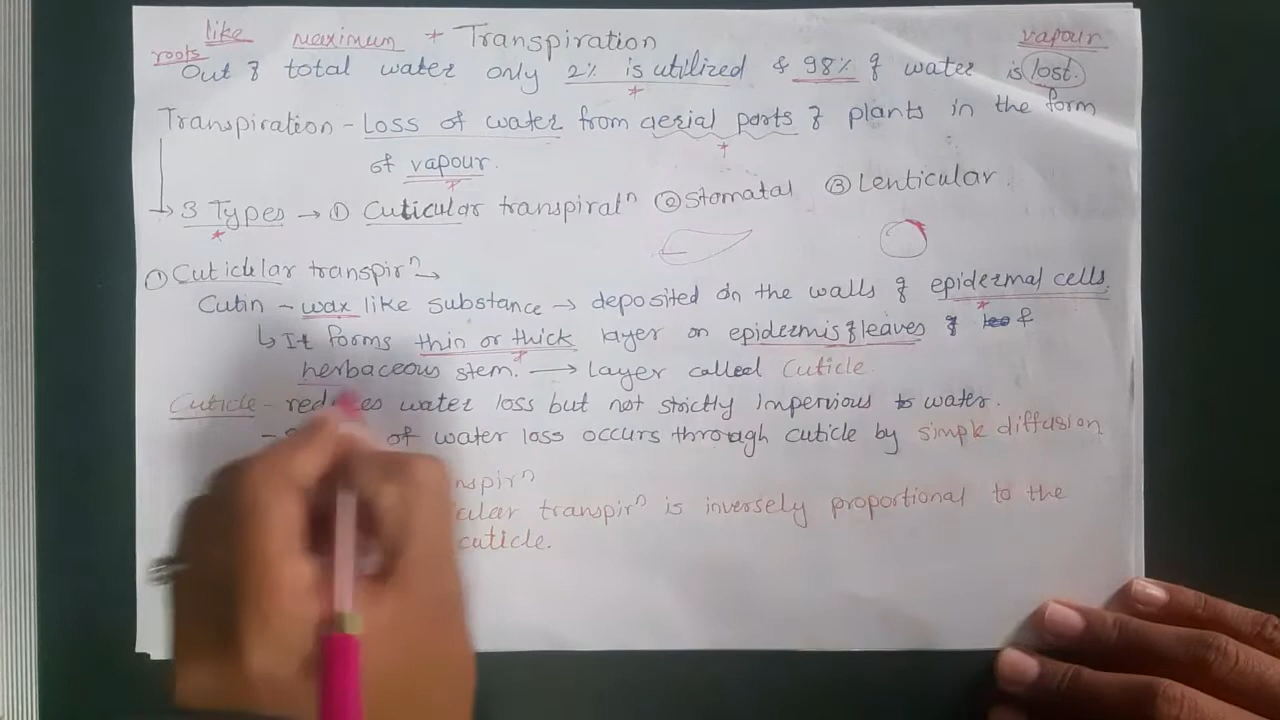 like maximum * Transpiration vapour
roots
Out of total water only 2% is utilized & 98% of water is lost.
Transpiration - Loss of water from aerial parts of plants in the form
of vapour.
→ 3 Types → ① Cuticular transpiratⁿ ② Stomatal ③ Lenticular.
① Cuticular transpirⁿ →
Cutin - wax like substance → deposited on the walls of epidermal cells.
↳ It forms thin or thick layer on epidermis of leaves of &
herbaceous stem. → layer called Cuticle.
Cuticle - reduces water loss but not strictly Impervious to water.
- of water loss occurs through cuticle by simple diffusion
nspirⁿ
cular transpirⁿ is inversely proportional to the
cuticle.